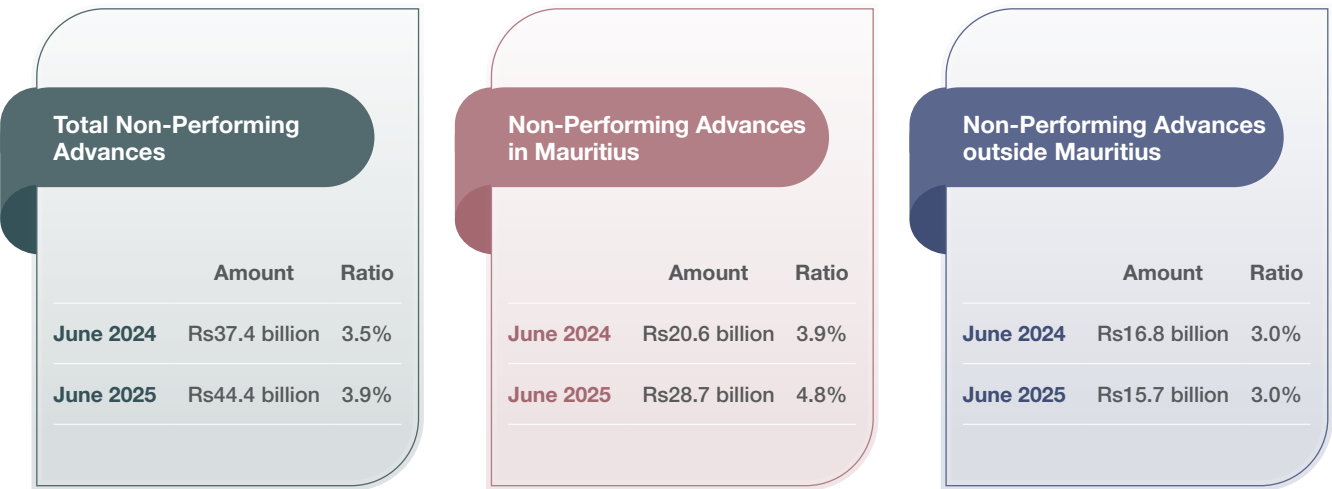 Total Non-Performing
Advances
Amount Ratio
June 2024 Rs37.4 billion 3.5%
June 2025 Rs44.4 billion 3.9%
Non-Performing Advances
in Mauritius
Amount Ratio
June 2024 Rs20.6 billion 3.9%
June 2025 Rs28.7 billion 4.8%
Non-Performing Advances
outside Mauritius
Amount Ratio
June 2024 Rs16.8 billion 3.0%
June 2025 Rs15.7 billion 3.0%